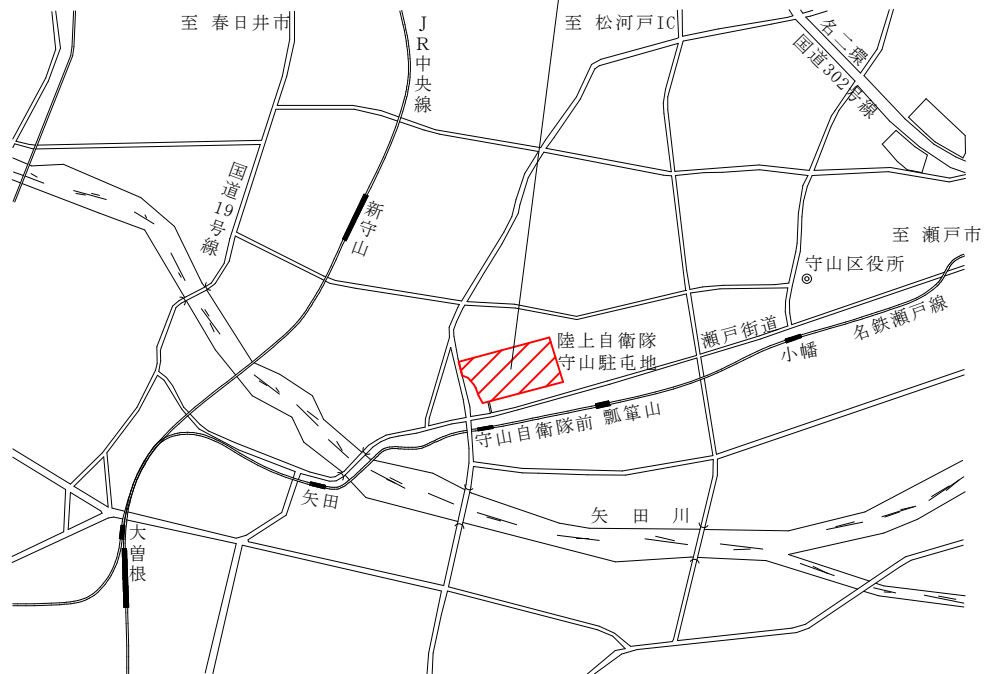 至 春日井市
JR中央線
至 松河戸IC
名二環
国道302号線
国道19号線
新守山
至 瀬戸市
守山区役所
陸上自衛隊
守山駐屯地
瀬戸街道
名鉄瀬戸線
小幡
守山自衛隊前
瓢箪山
矢田
矢田川
大曽根